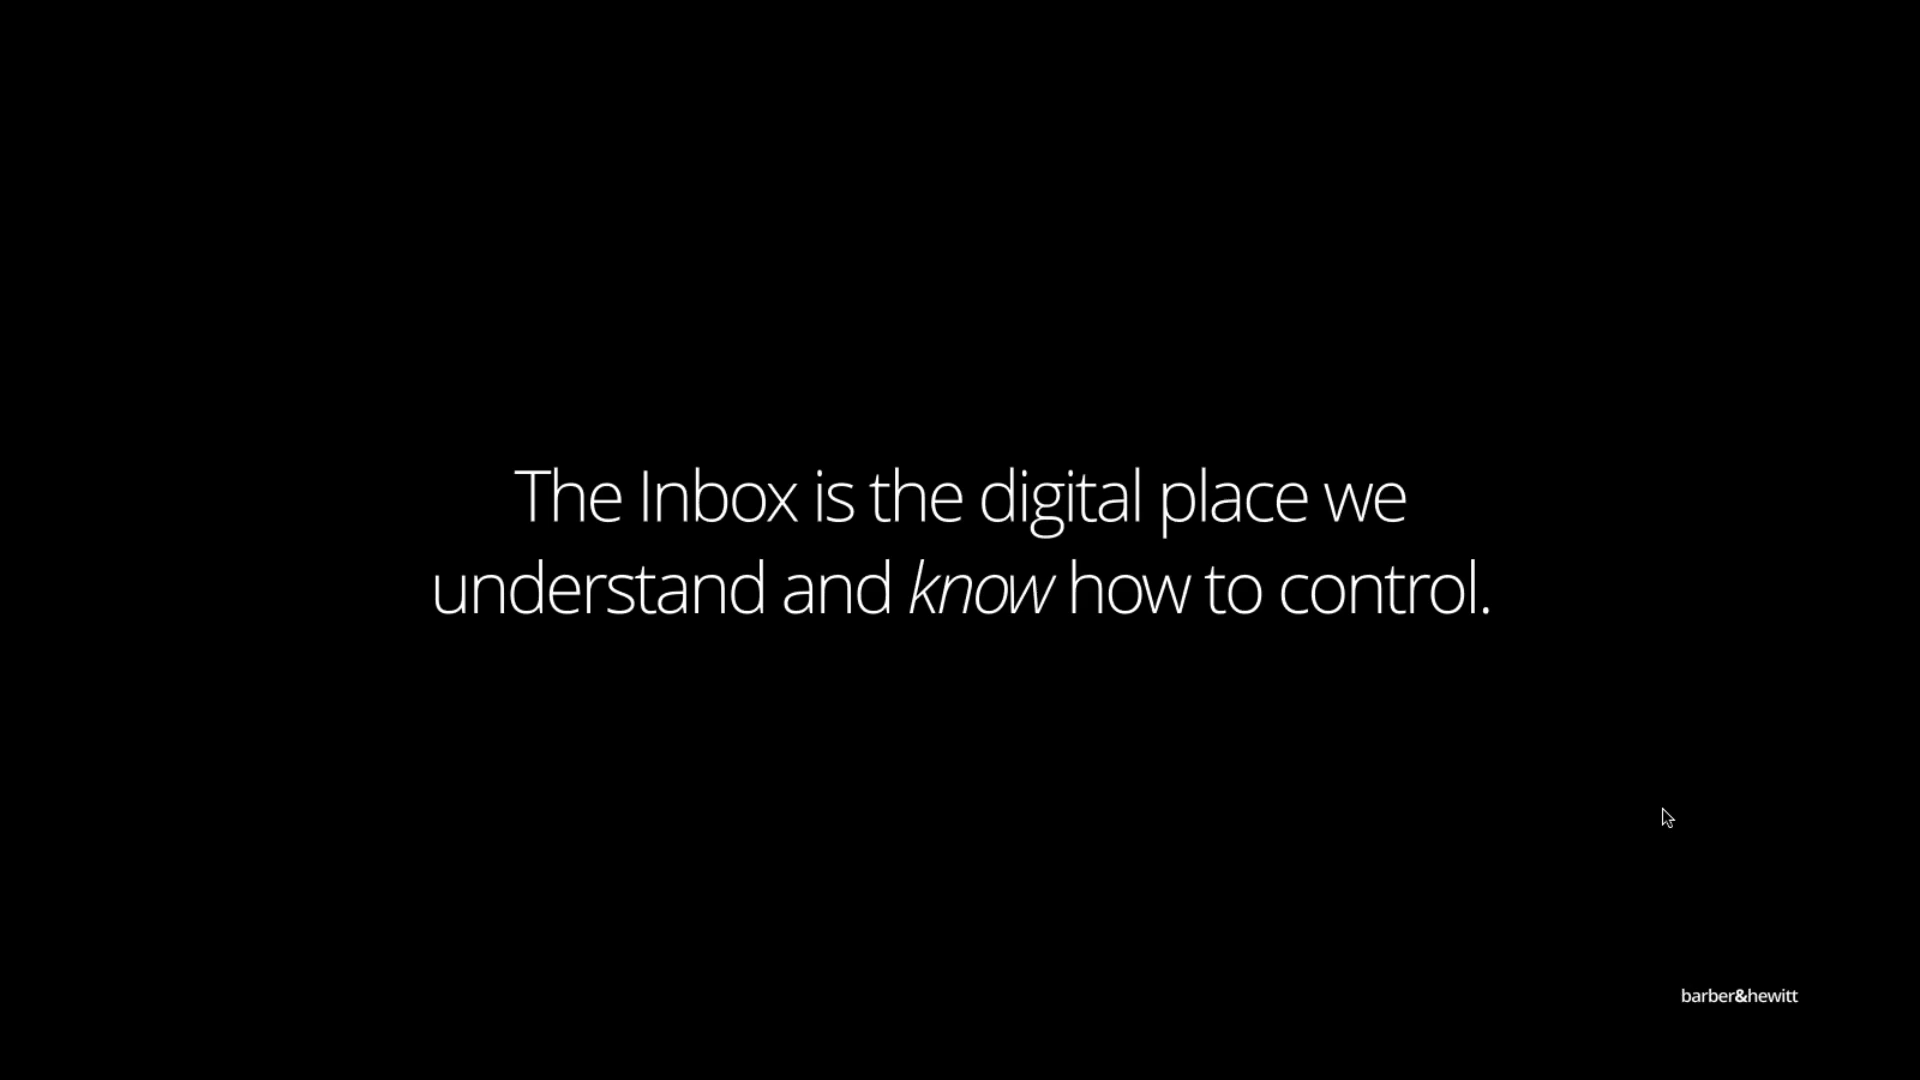 The Inbox is the digital place we
understand and know how to control.
barber&hewitt